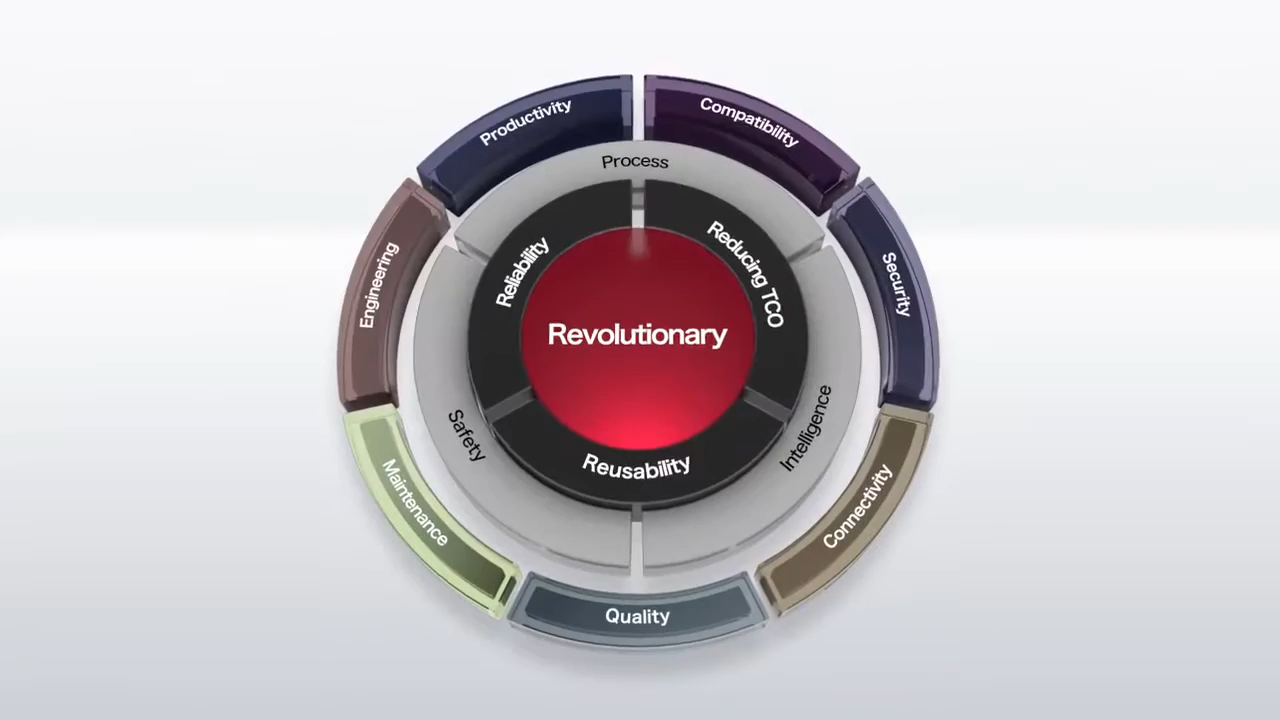 Productivity
Compatibility
Process
Engineering
Reliability
Reducing TCO
Security
Revolutionary
Safety
Intelligence
Reusability
Maintenance
Connectivity
Quality